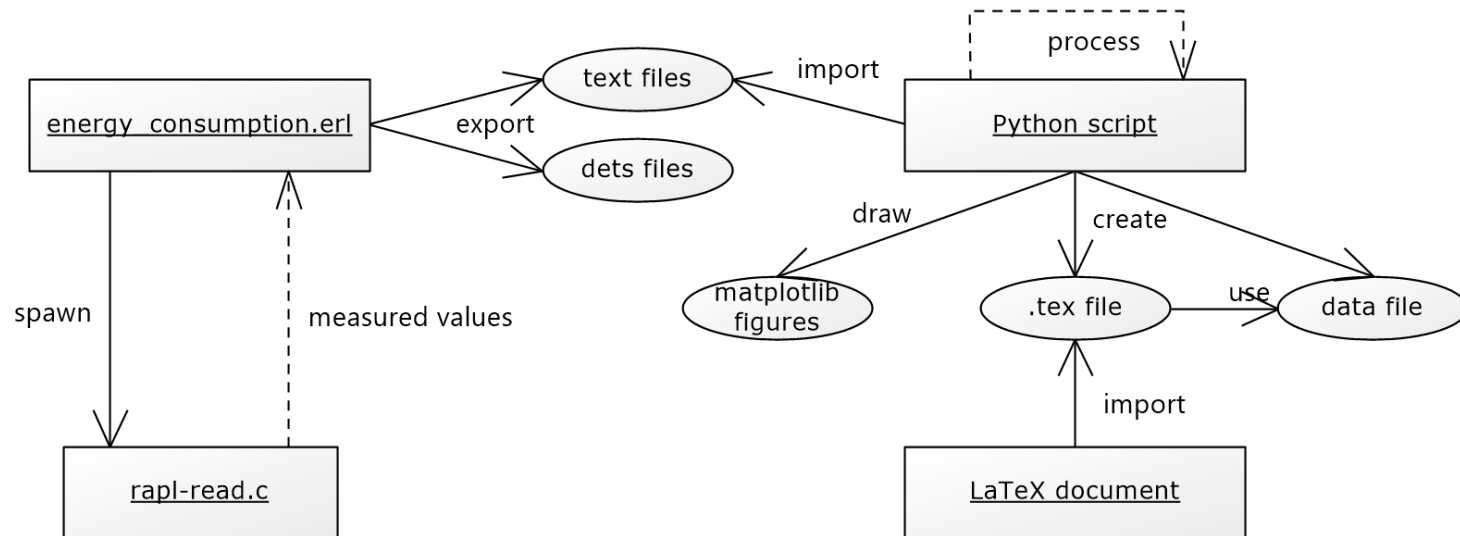 process
text files
import
energy_consumption.erl
export
Python script
dets files
draw
create
matplotlib
figures
.tex file
use
data file
spawn
measured values
import
rapl-read.c
LaTeX document